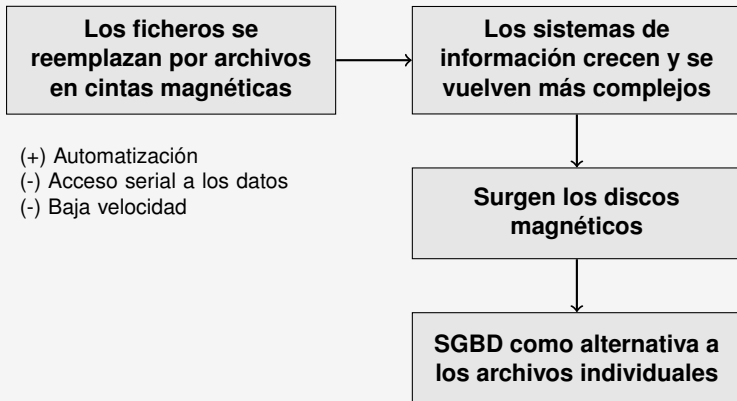 Los ficheros se
reemplazan por archivos
en cintas magnéticas
(+) Automatización
(-) Acceso serial a los datos
(-) Baja velocidad
Los sistemas de
información crecen y se
vuelven más complejos
Surgen los discos
magnéticos
SGBD como alternativa a
los archivos individuales